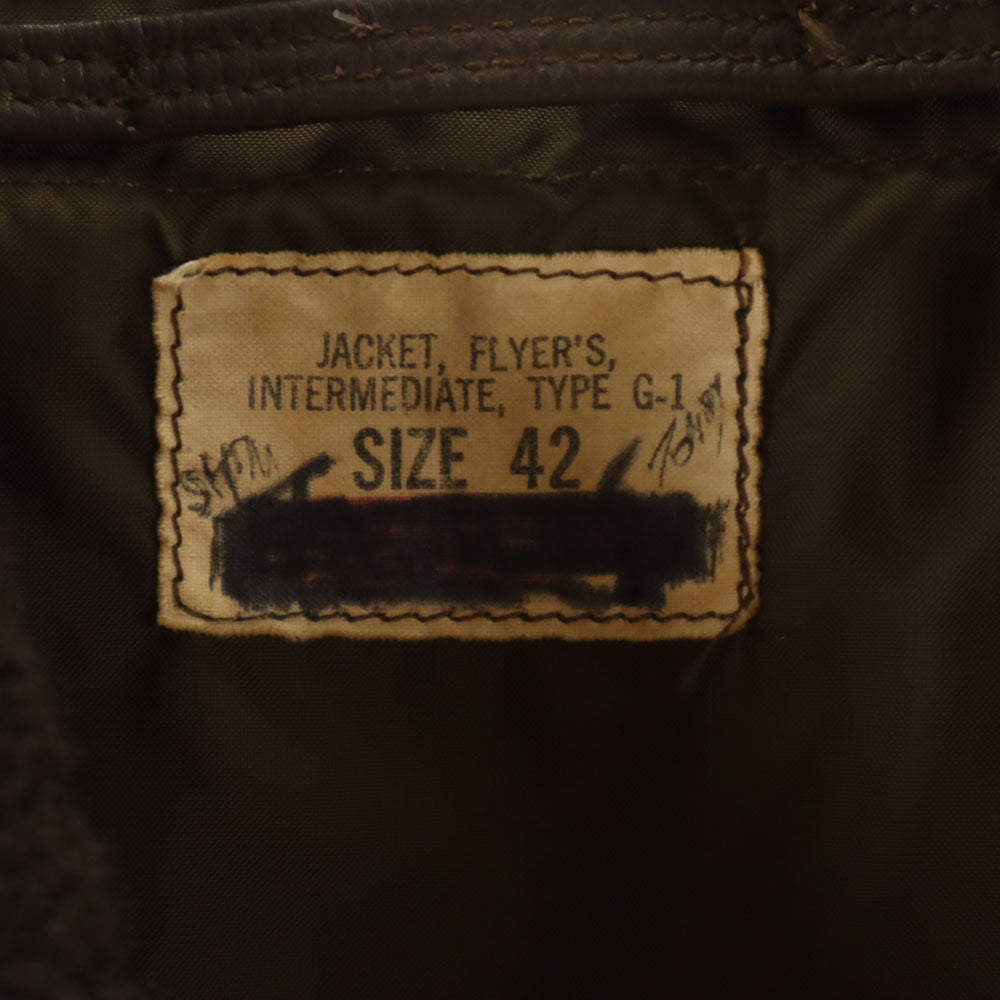 JACKET, FLYER'S,
INTERMEDIATE, TYPE G-1
SIZE 42